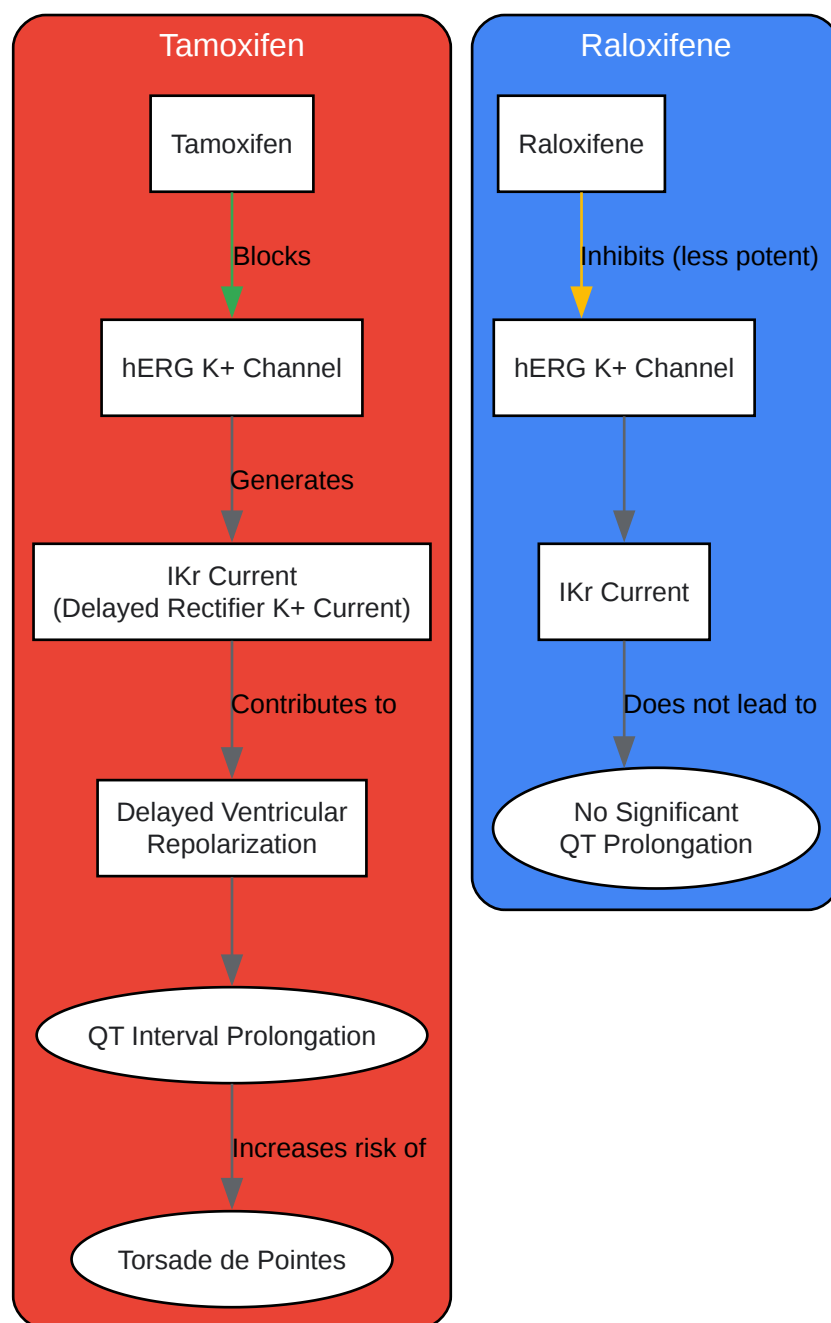 Tamoxifen
Tamoxifen
Blocks
hERG K+ Channel
Generates
IKr Current
(Delayed Rectifier K+ Current)
Contributes to
Delayed Ventricular
Repolarization
QT Interval Prolongation
Increases risk of
Torsade de Pointes
Raloxifene
Raloxifene
Inhibits (less potent)
hERG K+ Channel
IKr Current
Does not lead to
No Significant
QT Prolongation